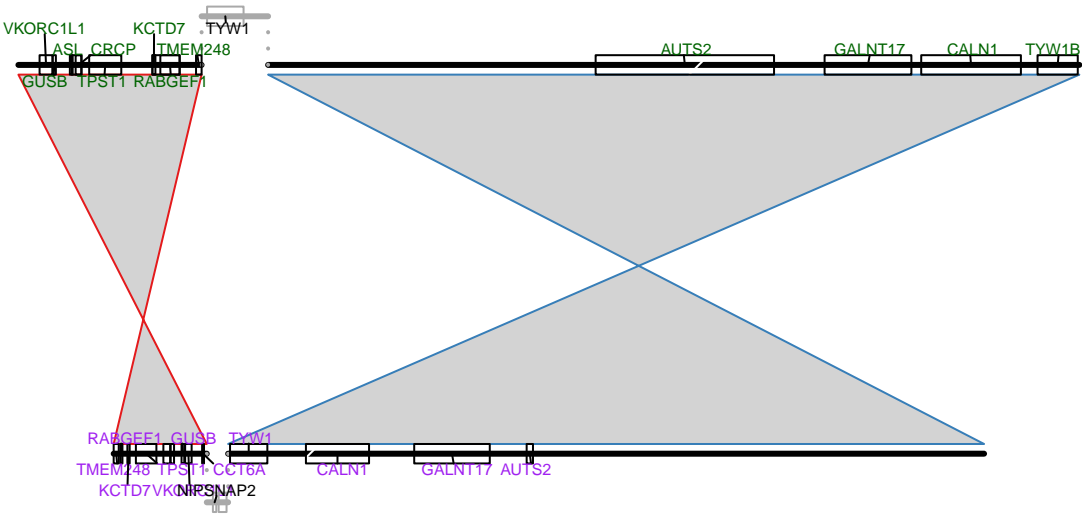 VKORC1L1 KCTD7 TYW1
ASL CRCP TMEM248 AUTS2 GALNT17 CALN1 TYW1B
GUSB TPST1 RABGEF1
RABGEF1 GUSB TYW1
TMEM248 TPST1 CCT6A CALN1 GALNT17 AUTS2
KCTD7 NIPSNAP2